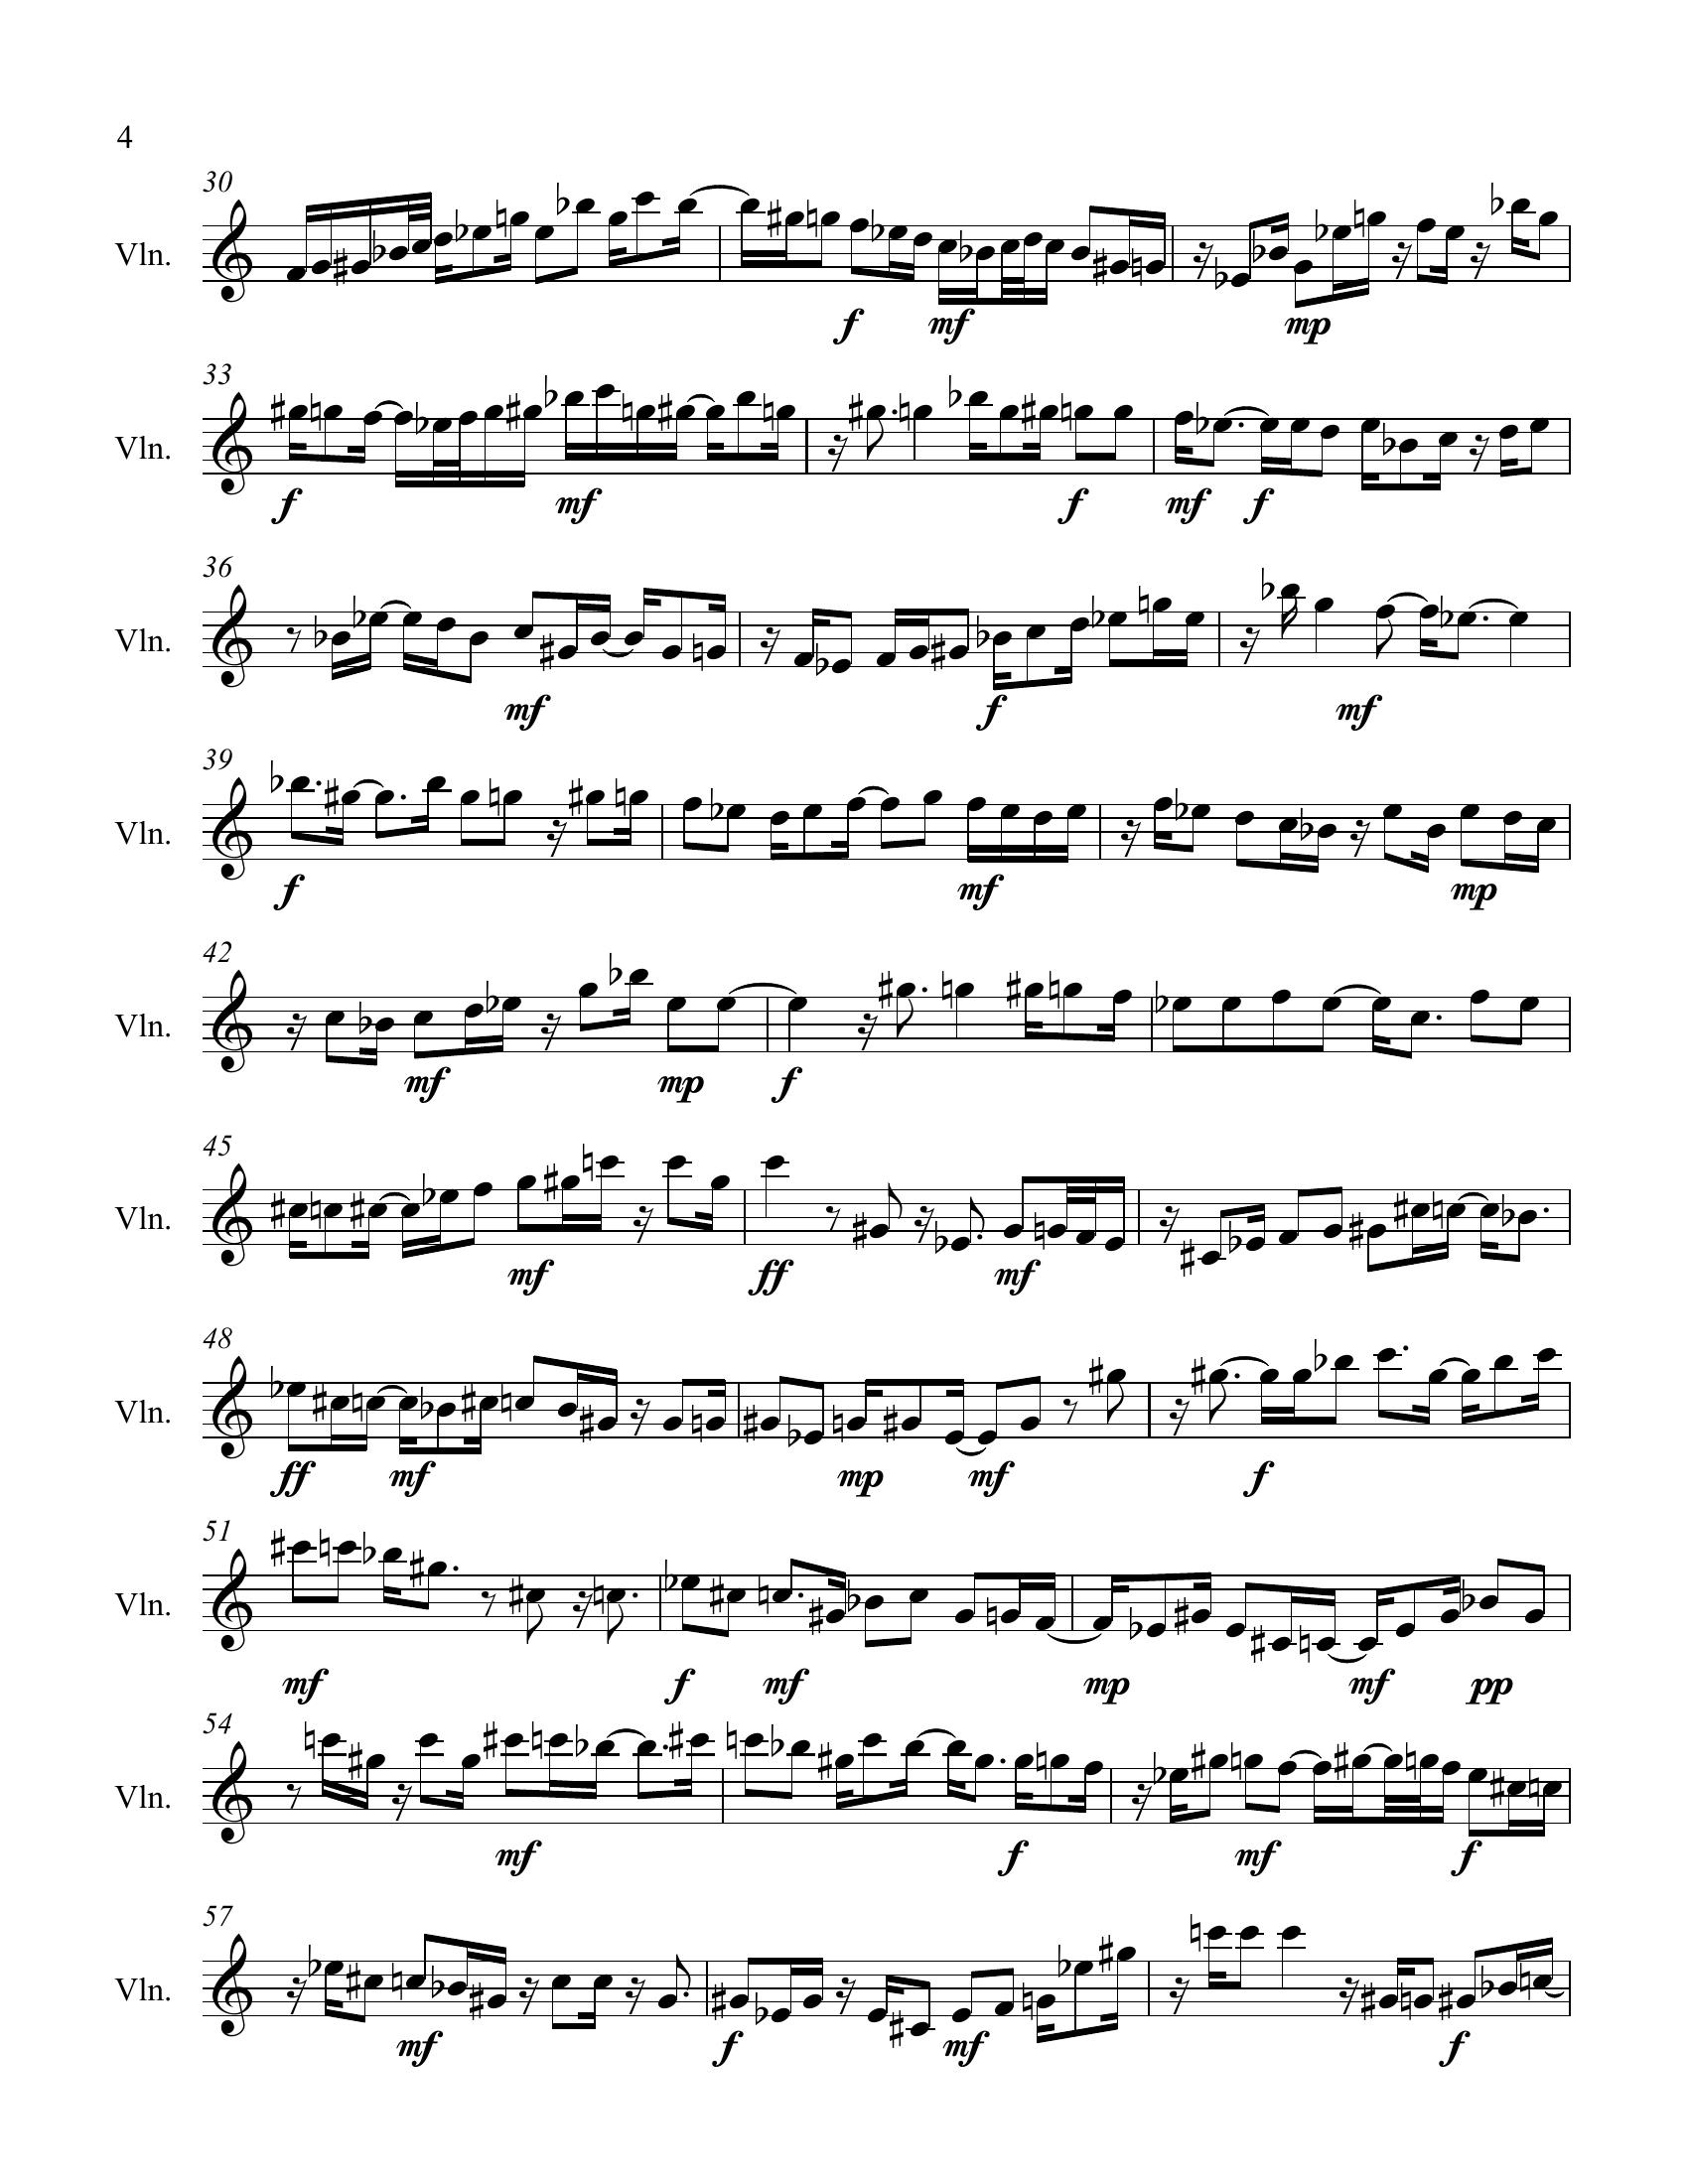 4
30
Vln.
f mf mp
33
Vln.
f mf f mf f
36
Vln.
mf f mf
39
Vln.
f mf mp
42
Vln.
mf mp f
45
Vln.
mf ff mf
48
Vln.
ff mf mp mf f
51
Vln.
mf f mf mp mf pp
54
Vln.
mf f mf f
57
Vln.
mf f mf f